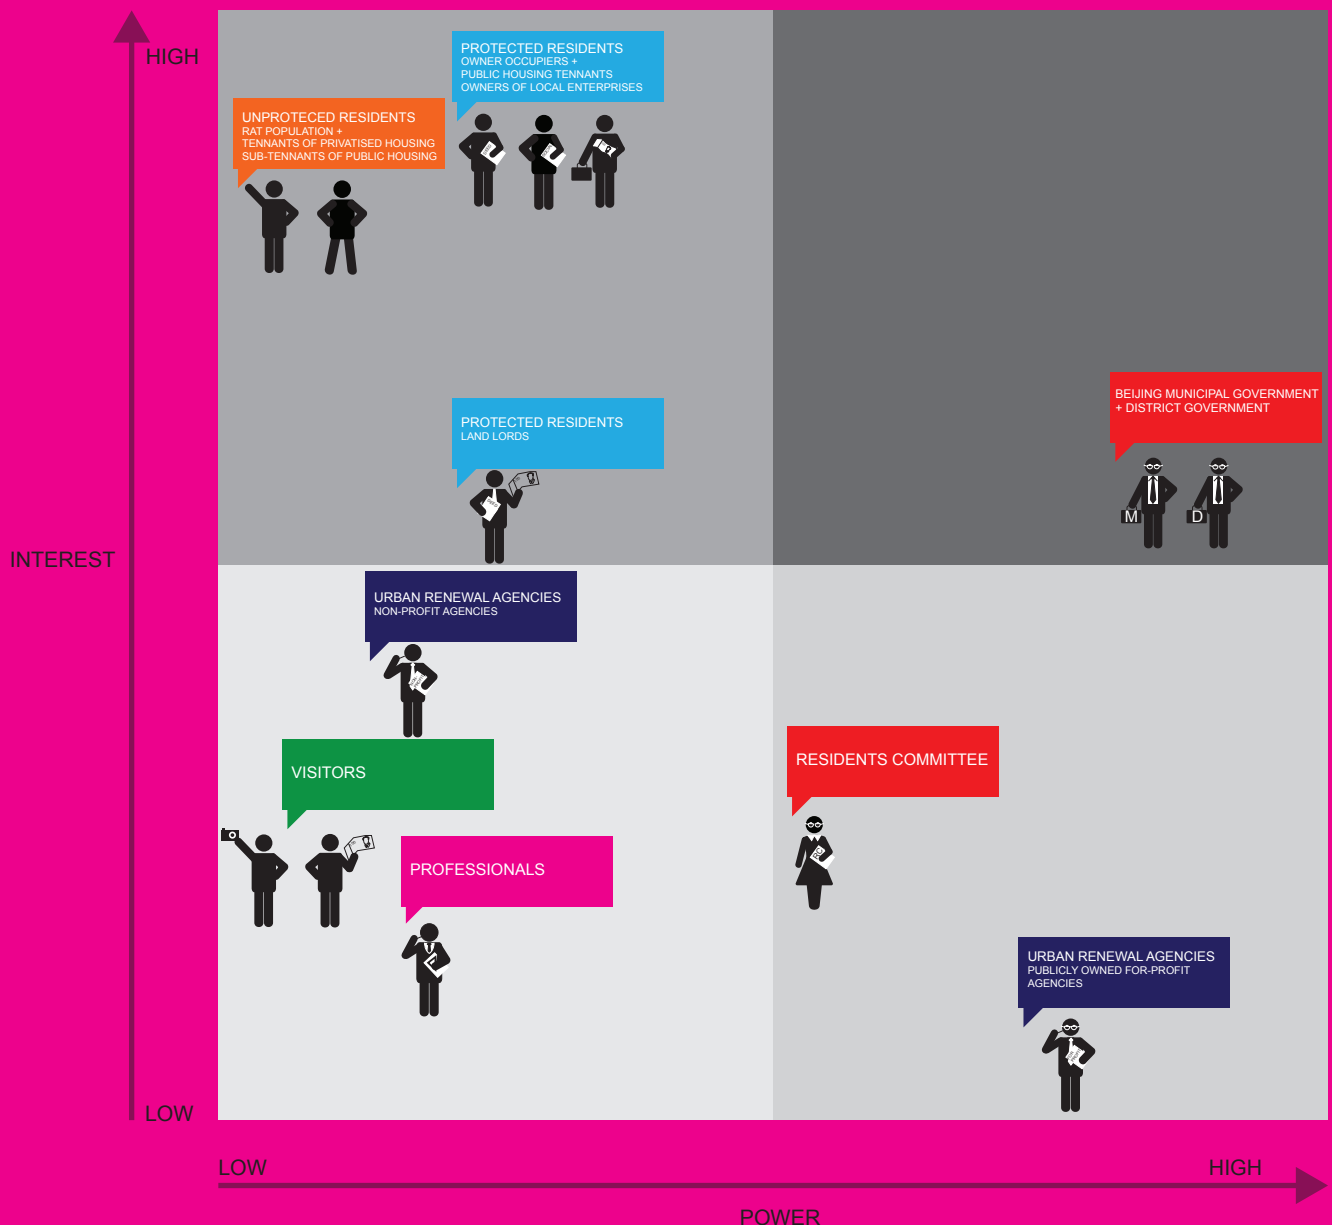 HIGH
PROTECTED RESIDENTS
OWNER OCCUPIERS +
PUBLIC HOUSING TENNANTS
OWNERS OF LOCAL ENTERPRISES
UNPROTECED RESIDENTS
RAT POPULATION +
TENNANTS OF PRIVATISED HOUSING
SUB-TENNANTS OF PUBLIC HOUSING
BEIJING MUNICIPAL GOVERNMENT
+ DISTRICT GOVERNMENT
M
D
PROTECTED RESIDENTS
LAND LORDS
INTEREST
URBAN RENEWAL AGENCIES
NON-PROFIT AGENCIES
VISITORS
RESIDENTS COMMITTEE
RC
PROFESSIONALS
URBAN RENEWAL AGENCIES
PUBLICLY OWNED FOR-PROFIT
AGENCIES
LOW
LOW
HIGH
POWER